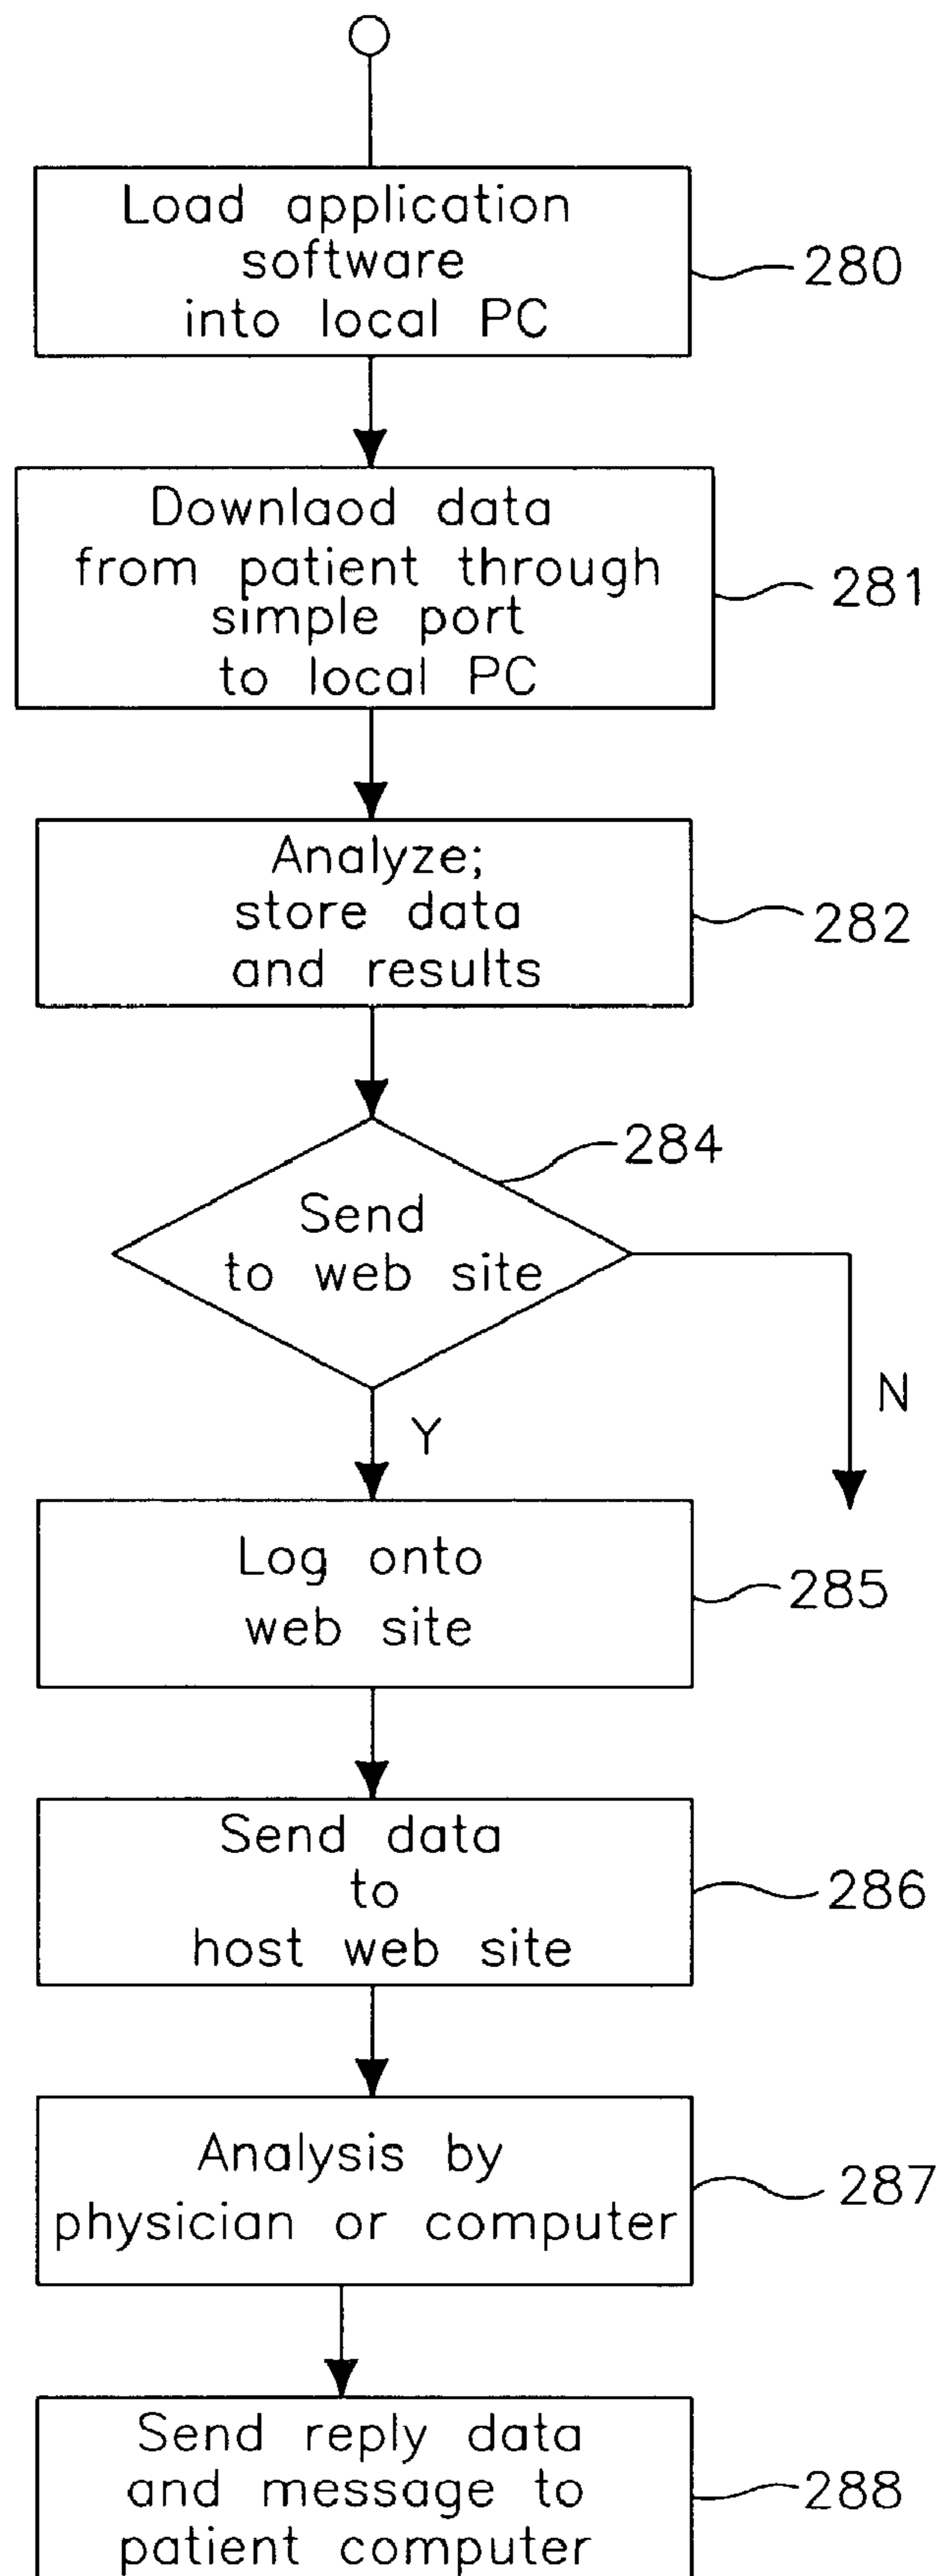 Load application
software
into local PC
280
Downlaod data
from patient through
simple port
to local PC
281
Analyze;
store data
and results
282
284
Send
to web site
N
Y
Log onto
web site
285
Send data
to
host web site
286
Analysis by
physician or computer
287
Send reply data
and message to
patient computer
288